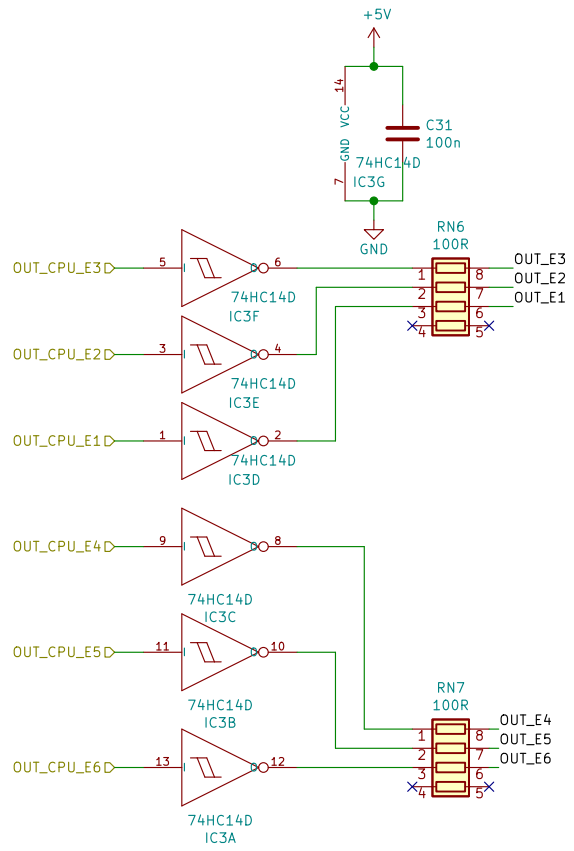 +5V
14
VCC
C31
100n
GND
74HC14D
IC3G
7
GND
RN6
100R
OUT_CPU_E3
5
I
O
6
1
8
OUT_E3
2
7
OUT_E2
3
6
OUT_E1
4
5
74HC14D
IC3F
OUT_CPU_E2
3
I
O
4
74HC14D
IC3E
OUT_CPU_E1
1
I
O
2
74HC14D
IC3D
OUT_CPU_E4
9
I
O
8
74HC14D
IC3C
OUT_CPU_E5
11
I
O
10
RN7
100R
74HC14D
IC3B
1
8
OUT_E4
2
7
OUT_E5
3
6
OUT_E6
4
5
OUT_CPU_E6
13
I
O
12
74HC14D
IC3A